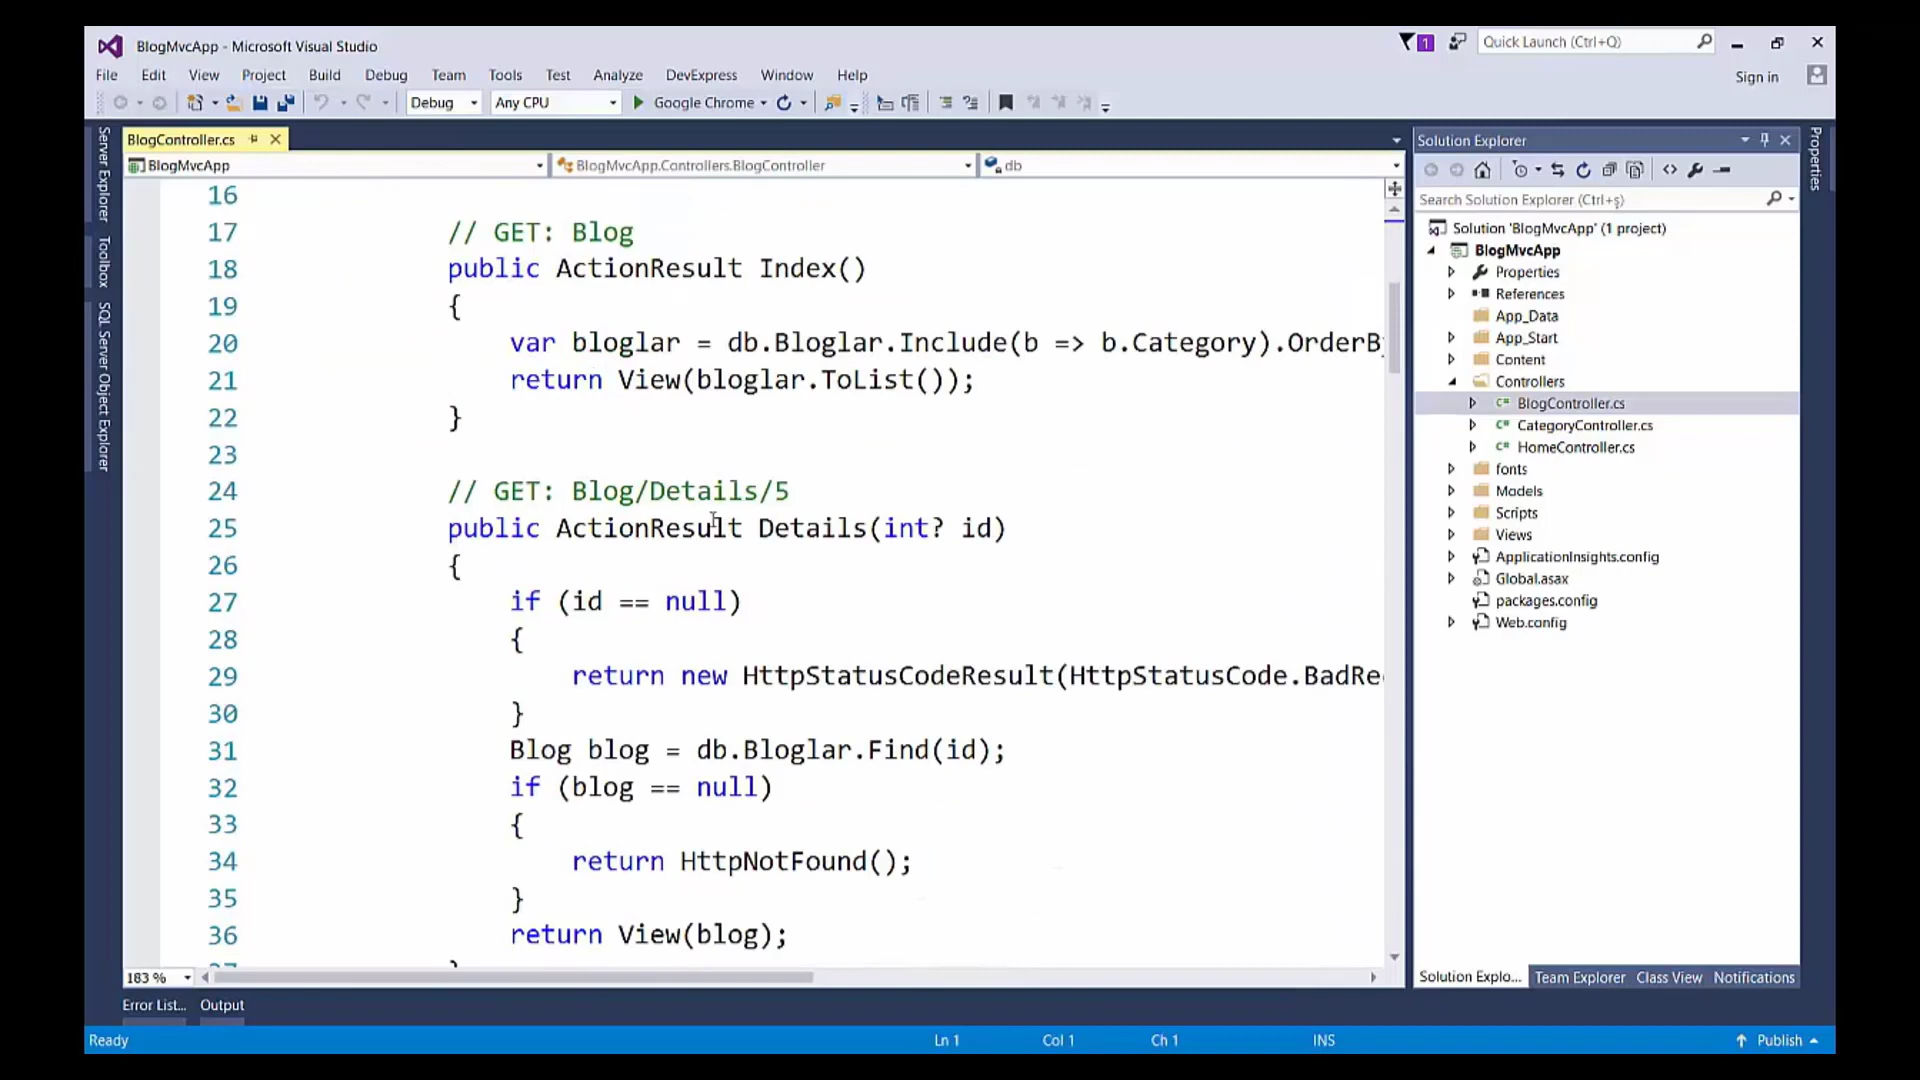 BlogMvcApp - Microsoft Visual Studio
1
Quick Launch (Ctrl+Q)
File Edit View Project Build Debug Team Tools Test Analyze DevExpress Window Help
Sign in
Debug Any CPU Google Chrome
Server Explorer
Toolbox
SQL Server Object Explorer
BlogController.cs
BlogMvcApp BlogMvcApp.Controllers.BlogController db
16
17 // GET: Blog
18 public ActionResult Index()
19 {
20 var bloglar = db.Bloglar.Include(b => b.Category).OrderB
21 return View(bloglar.ToList());
22 }
23
24 // GET: Blog/Details/5
25 public ActionResult Details(int? id)
26 {
27 if (id == null)
28 {
29 return new HttpStatusCodeResult(HttpStatusCode.BadRe
30 }
31 Blog blog = db.Bloglar.Find(id);
32 if (blog == null)
33 {
34 return HttpNotFound();
35 }
36 return View(blog);
183 %
Error List... Output
Solution Explorer
Search Solution Explorer (Ctrl+ş)
Solution 'BlogMvcApp' (1 project)
BlogMvcApp
Properties
References
App_Data
App_Start
Content
Controllers
C# BlogController.cs
C# CategoryController.cs
C# HomeController.cs
fonts
Models
Scripts
Views
ApplicationInsights.config
Global.asax
packages.config
Web.config
Solution Explo... Team Explorer Class View Notifications
Properties
Ready Ln 1 Col 1 Ch 1 INS Publish